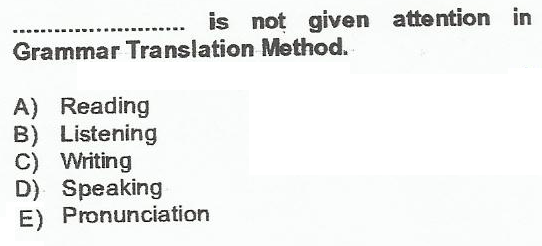 ......................... is not given attention in
Grammar Translation Method.
A) Reading
B) Listening
C) Writing
D) Speaking
E) Pronunciation